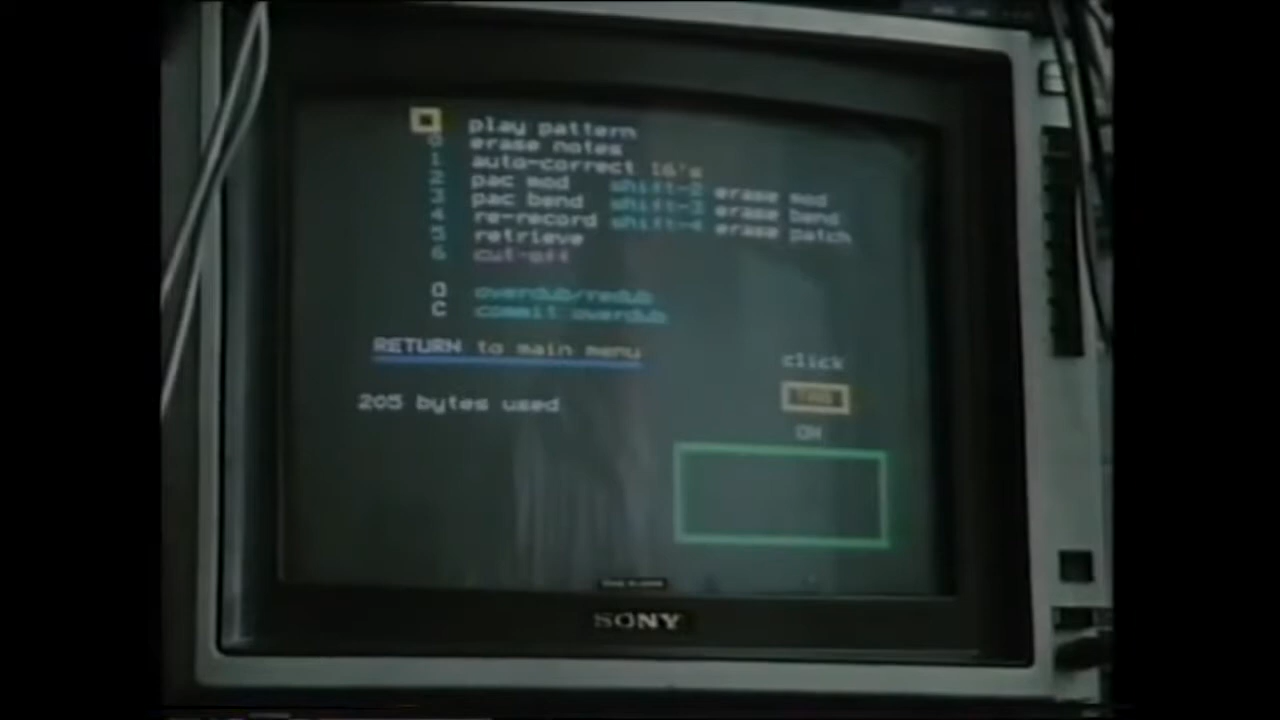 play pattern
0 erase notes
1 auto-correct 16's
2 pac mod shift-2 erase mod
3 pac bend shift-3 erase bend
4 re-record shift-4 erase patch
5 retrieve
6 cut-off
O overdub/redub
C commit overdub
RETURN to main menu
click
205 bytes used
ON
SONY